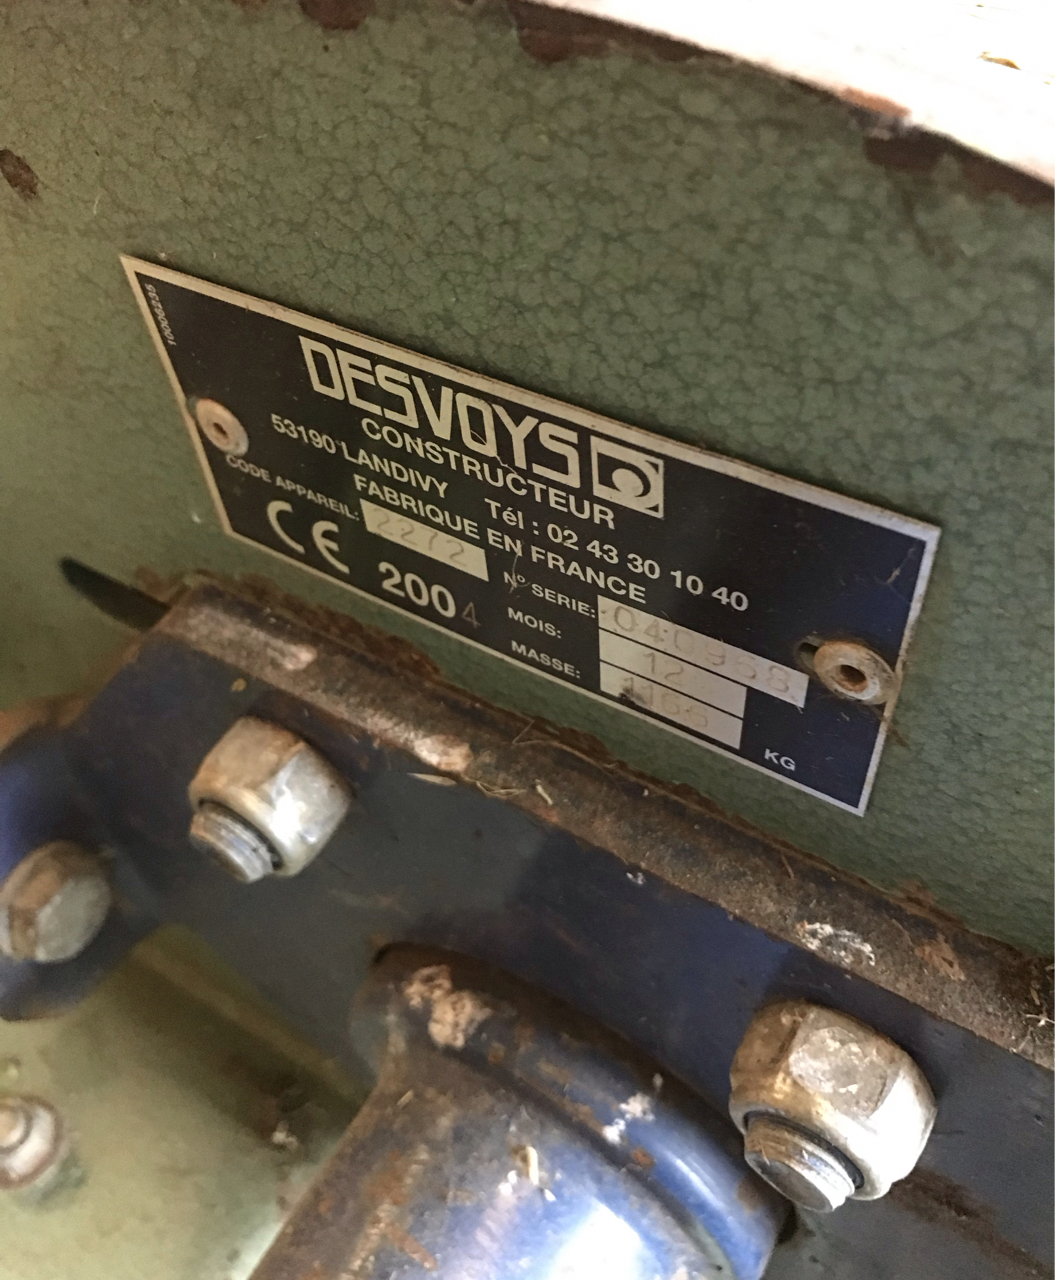 10006235
DESVOYS
CONSTRUCTEUR
53190 LANDIVY Tél : 02 43 30 10 40
FABRIQUE EN FRANCE
CODE APPAREIL: 2272
N° SERIE: 040958
CE 2004
MOIS: 12
MASSE: KG